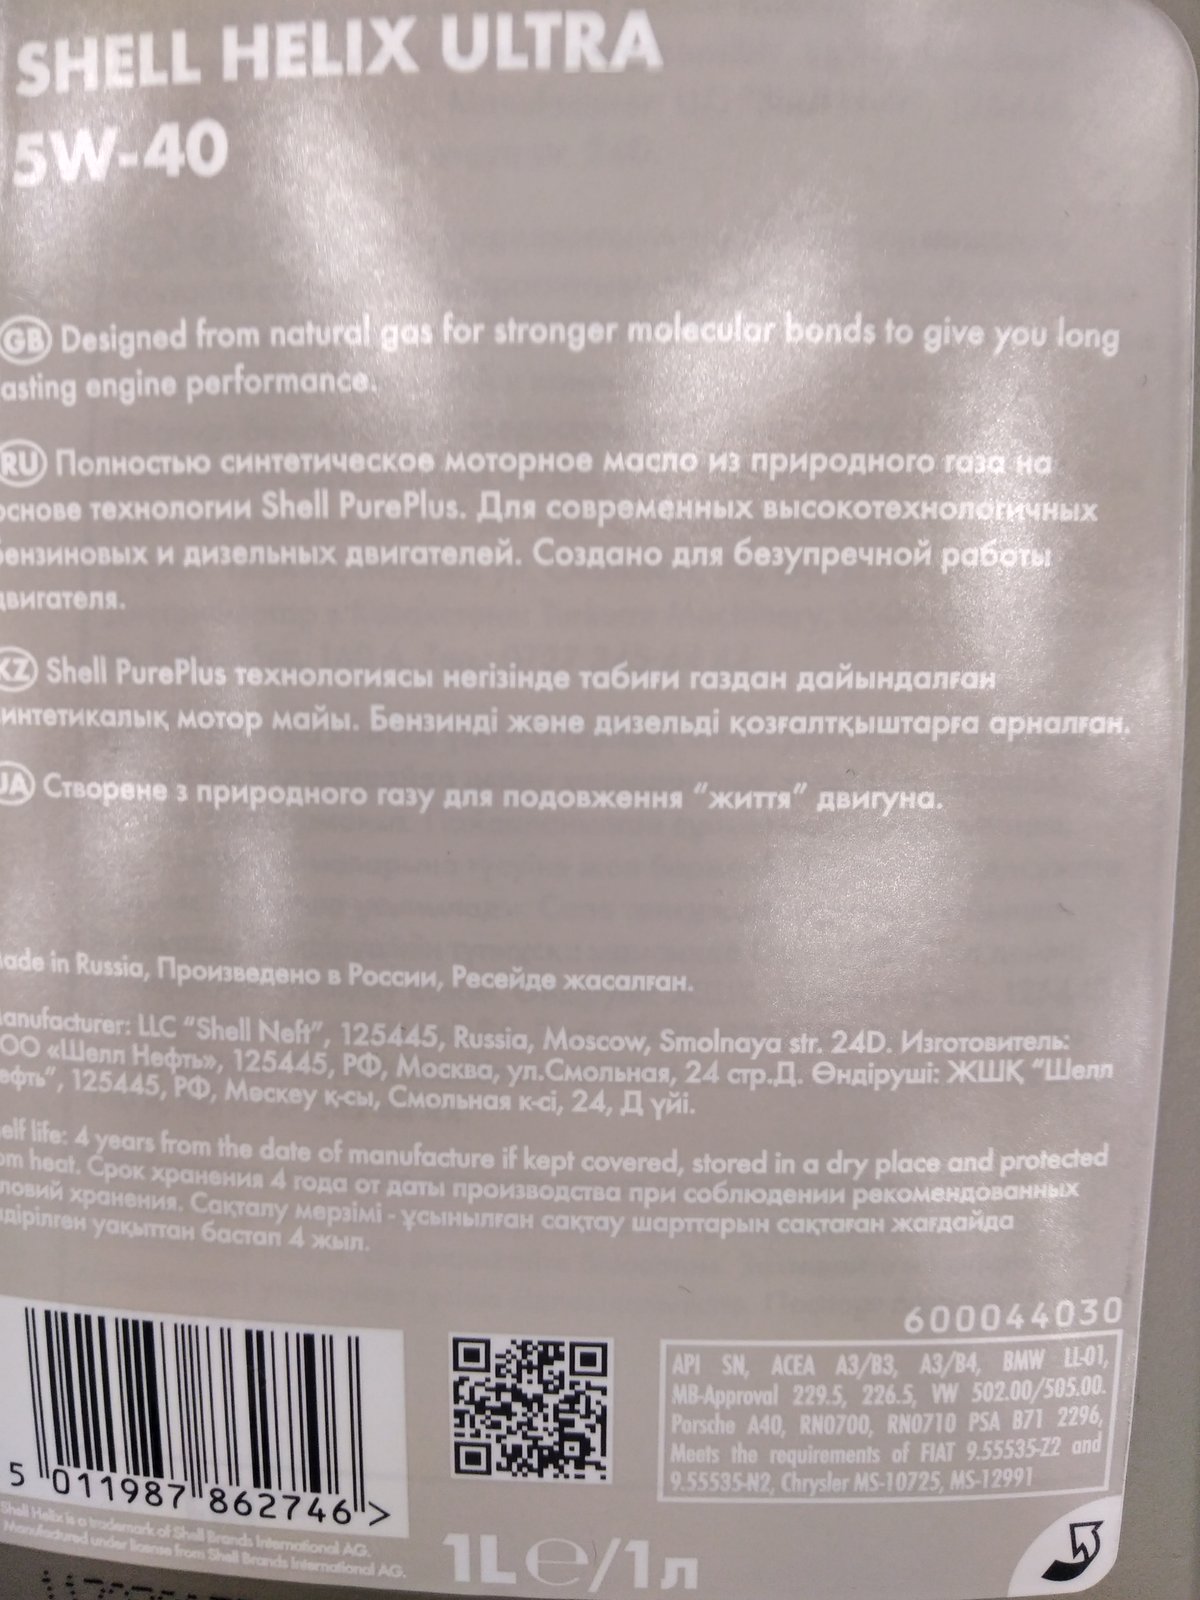 SHELL HELIX ULTRA
5W-40
GB Designed from natural gas for stronger molecular bonds to give you long
asting engine performance.
RU Полностью синтетическое моторное масло из природного газа на
основе технологии Shell PurePlus. Для современных высокотехнологичных
бензиновых и дизельных двигателей. Создано для безупречной работы
двигателя.
KZ Shell PurePlus технологиясы негізінде табиғи газдан дайындалған
интетикалық мотор майы. Бензинді және дизельді қозғалтқыштарға арналған.
UA Створене з природного газу для подовження “життя” двигуна.
ade in Russia, Произведено в России, Ресейде жасалған.
anufacturer: LLC “Shell Neft”, 125445, Russia, Moscow, Smolnaya str. 24D. Изготовитель:
ОО «Шелл Нефть», 125445, РФ, Москва, ул.Смольная, 24 стр.Д. Өндіруші: ЖШҚ “Шелл
ефть”, 125445, РФ, Мәскеу қ-сы, Смольная к-сі, 24, Д үйі.
elf life: 4 years from the date of manufacture if kept covered, stored in a dry place and protected
om heat. Срок хранения 4 года от даты производства при соблюдении рекомендованных
ловий хранения. Сақталу мерзімі - ұсынылған сақтау шарттарын сақтаған жағдайда
ндірілген уақыттан бастап 4 жыл.
600044030
API SN, ACEA A3/B3, A3/B4, BMW LL-01,
MB-Approval 229.5, 226.5, VW 502.00/505.00.
Porsche A40, RN0700, RN0710 PSA B71 2296,
Meets the requirements of FIAT 9.55535-Z2 and
9.55535-N2, Chrysler MS-10725, MS-12991
5 011987 862746 >
Shell Helix is a trademark of Shell Brands International AG.
Manufactured under license from Shell Brands International AG.
1L℮/1л